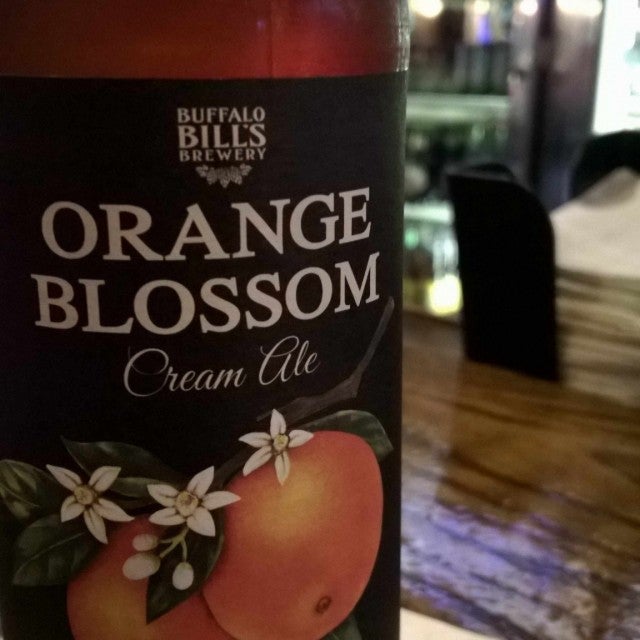 BUFFALO
BILL'S
BREWERY
ORANGE
BLOSSOM
Cream Ale